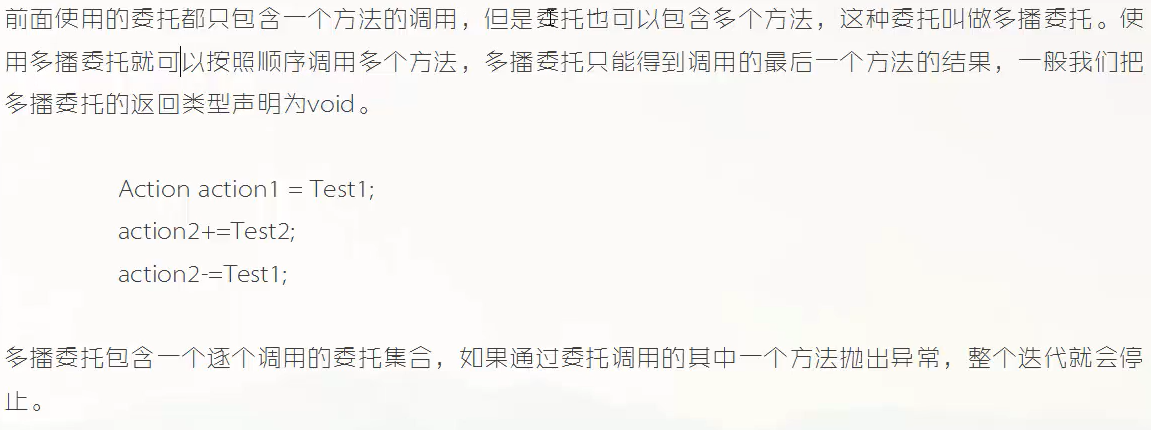 前面使用的委托都只包含一个方法的调用，但是委托也可以包含多个方法，这种委托叫做多播委托。使
用多播委托就可以按照顺序调用多个方法，多播委托只能得到调用的最后一个方法的结果，一般我们把
多播委托的返回类型声明为void。
Action action1 = Test1;
action2+=Test2;
action2-=Test1;
多播委托包含一个逐个调用的委托集合，如果通过委托调用的其中一个方法抛出异常，整个迭代就会停
止。